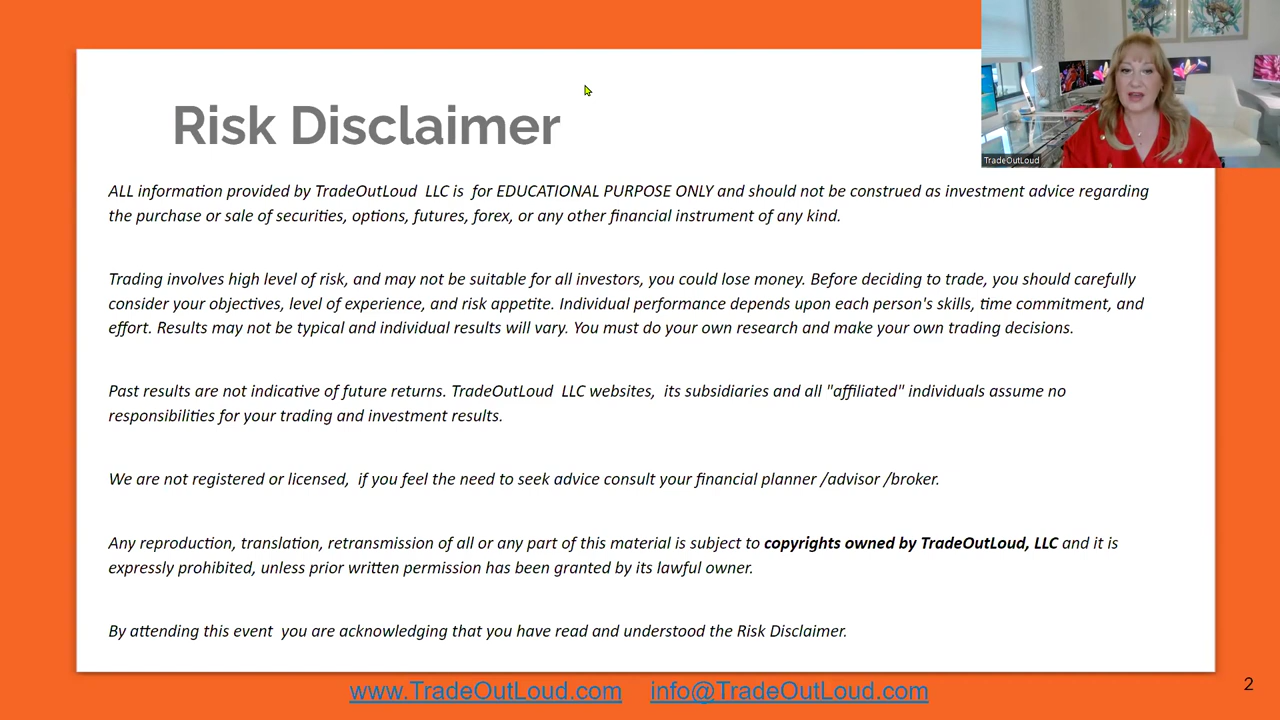 Risk Disclaimer
TradeOutLoud
ALL information provided by TradeOutLoud  LLC is  for EDUCATIONAL PURPOSE ONLY and should not be construed as investment advice regarding
the purchase or sale of securities, options, futures, forex, or any other financial instrument of any kind.
Trading involves high level of risk, and may not be suitable for all investors, you could lose money. Before deciding to trade, you should carefully
consider your objectives, level of experience, and risk appetite. Individual performance depends upon each person's skills, time commitment, and
effort. Results may not be typical and individual results will vary. You must do your own research and make your own trading decisions.
Past results are not indicative of future returns. TradeOutLoud  LLC websites,  its subsidiaries and all "affiliated" individuals assume no
responsibilities for your trading and investment results.
We are not registered or licensed,  if you feel the need to seek advice consult your financial planner /advisor /broker.
Any reproduction, translation, retransmission of all or any part of this material is subject to copyrights owned by TradeOutLoud, LLC and it is
expressly prohibited, unless prior written permission has been granted by its lawful owner.
By attending this event  you are acknowledging that you have read and understood the Risk Disclaimer.
www.TradeOutLoud.com    info@TradeOutLoud.com
2